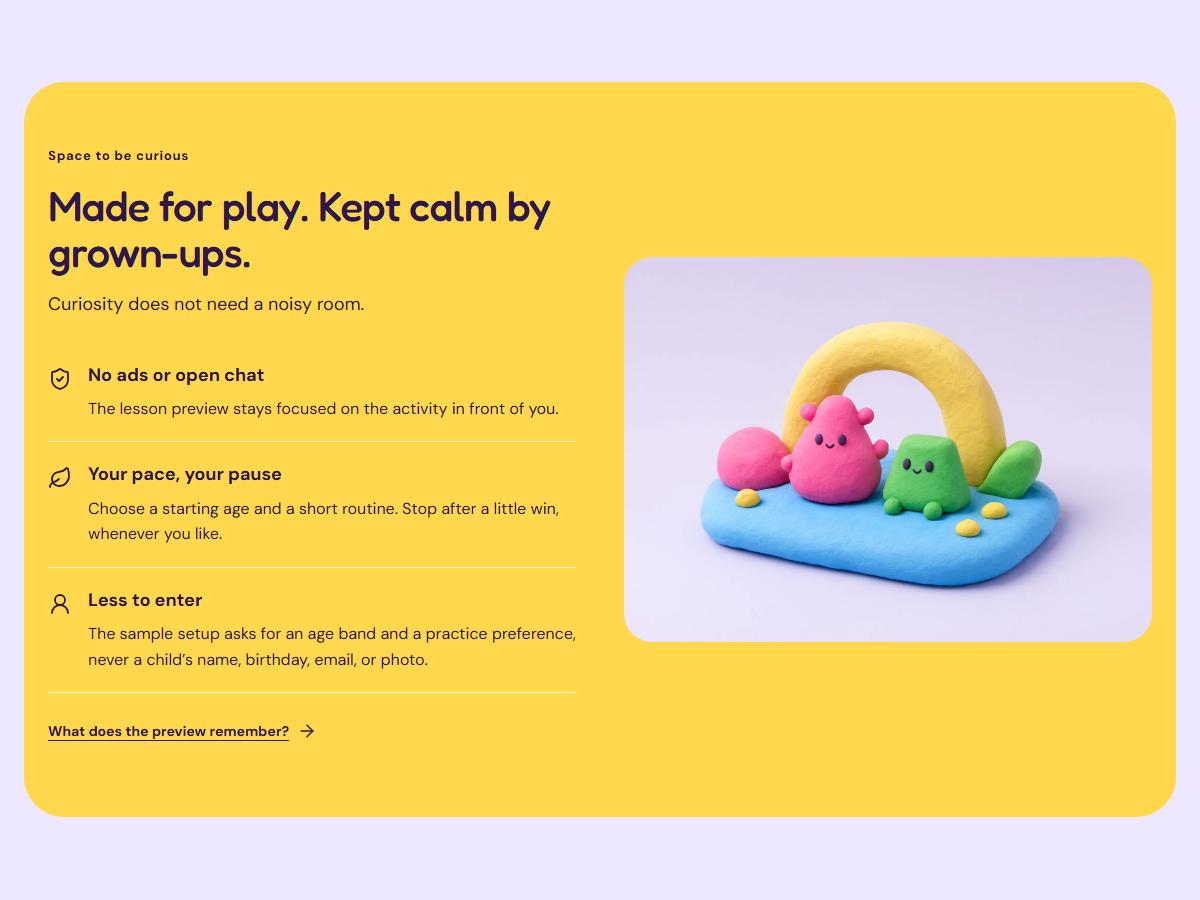 Space to be curious
Made for play. Kept calm by
grown-ups.
Curiosity does not need a noisy room.
No ads or open chat
The lesson preview stays focused on the activity in front of you.
Your pace, your pause
Choose a starting age and a short routine. Stop after a little win,
whenever you like.
Less to enter
The sample setup asks for an age band and a practice preference,
never a child’s name, birthday, email, or photo.
What does the preview remember?